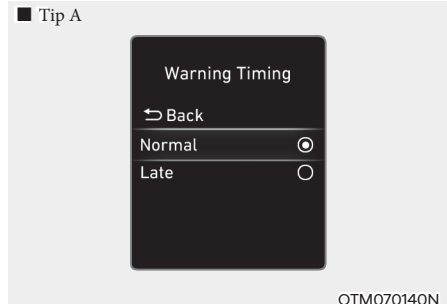 ■ Tip A
Warning Timing
Back
Normal
Late
OTM070140N